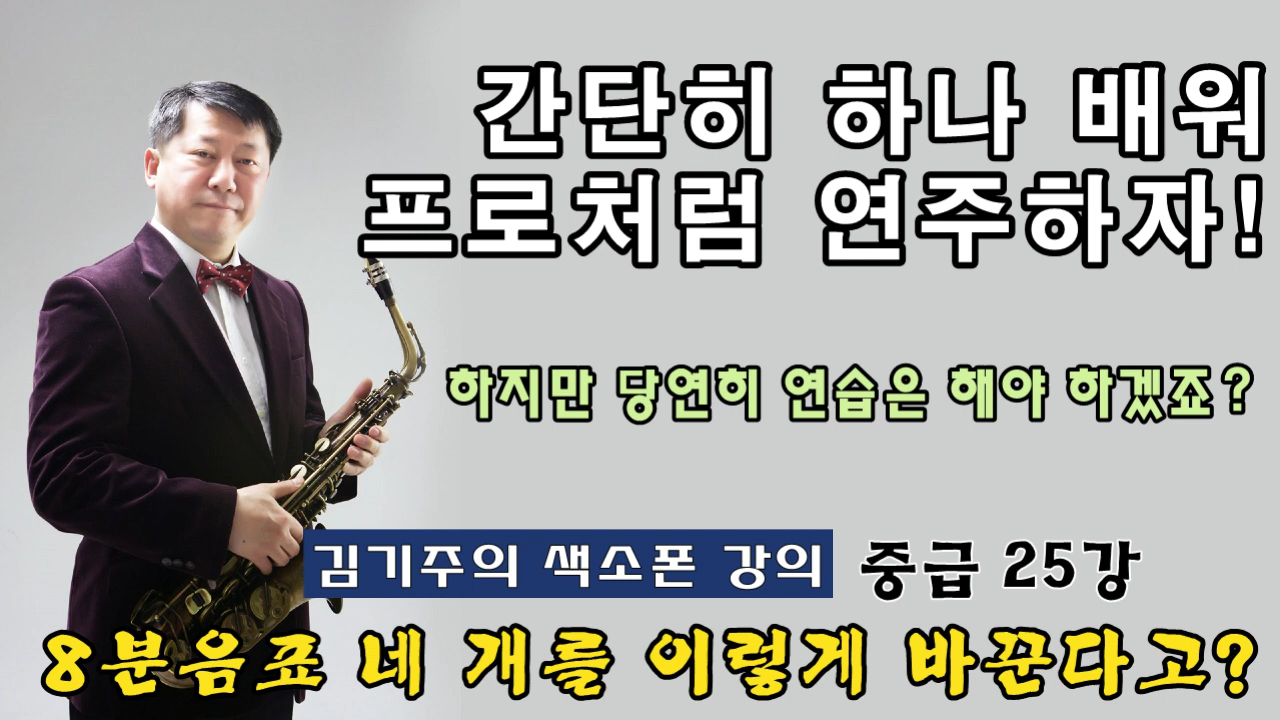 간단히 하나 배워
프로처럼 연주하자!
하지만 당연히 연습은 해야 하겠죠?
김기주의 색소폰 강의 중급 25강
8분음표 네 개를 이렇게 바꾼다고?